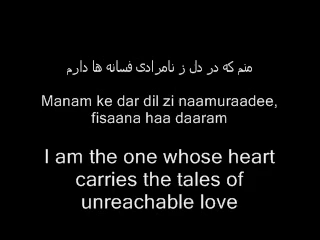 منم که در دل ز نامرادی فسانه ها دارم
Manam ke dar dil zi naamuraadee,
fisaana haa daaram
I am the one whose heart
carries the tales of
unreachable love